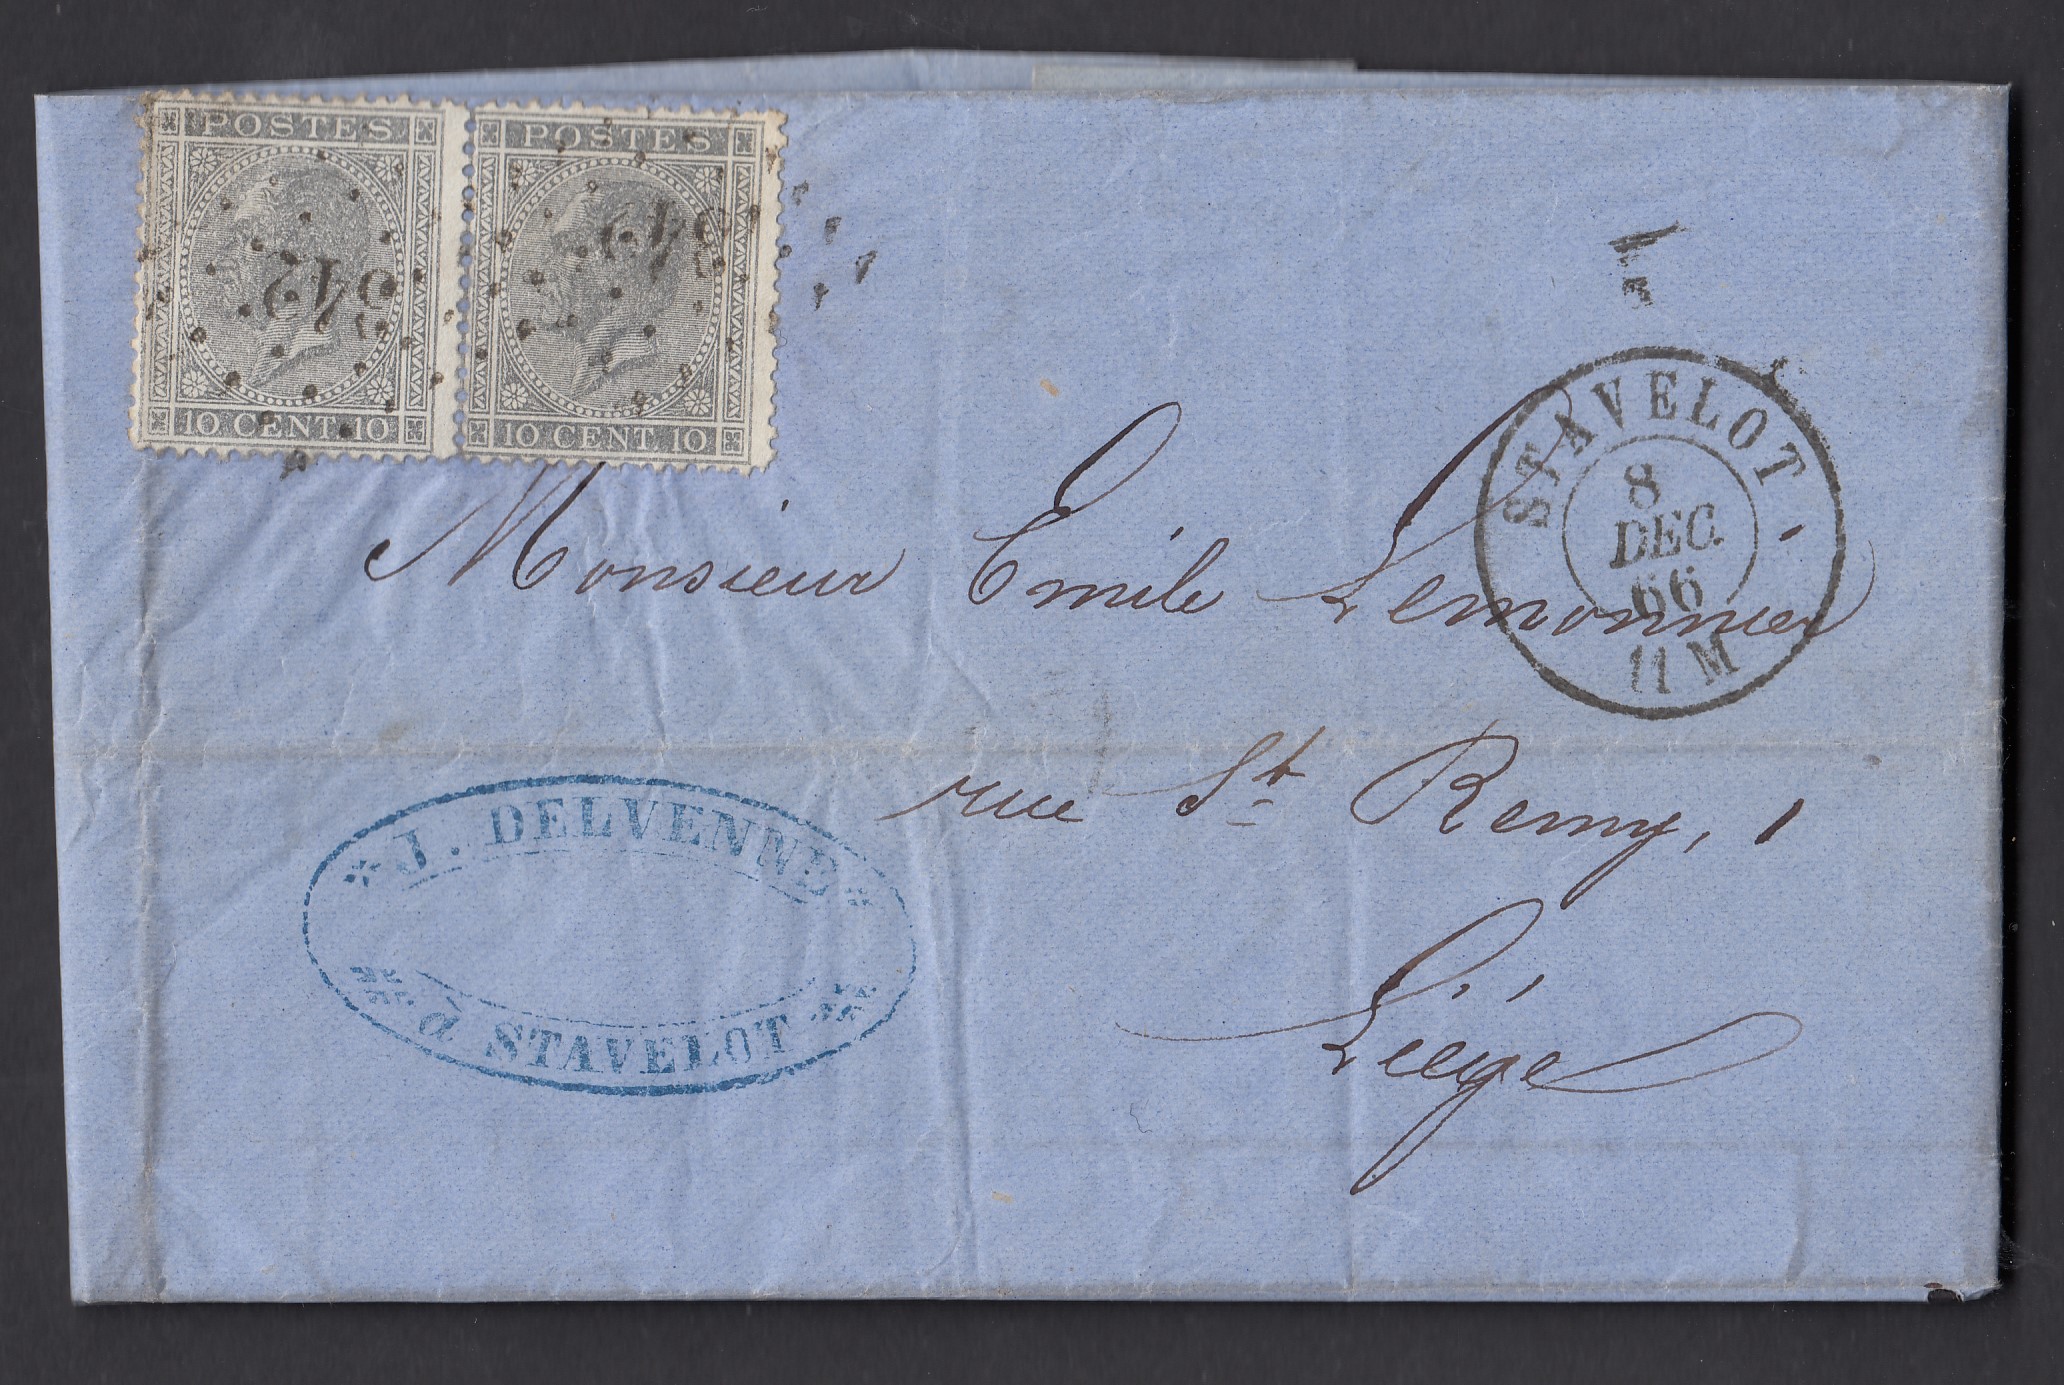 POSTES
10 CENT. 10
POSTES
10 CENT. 10
342
342
STAVELOT
8
DEC.
66
11 M
Monsieur Emile Lemonnier
rue St Remy, 1
Liége
J. DELVENNE
à STAVELOT